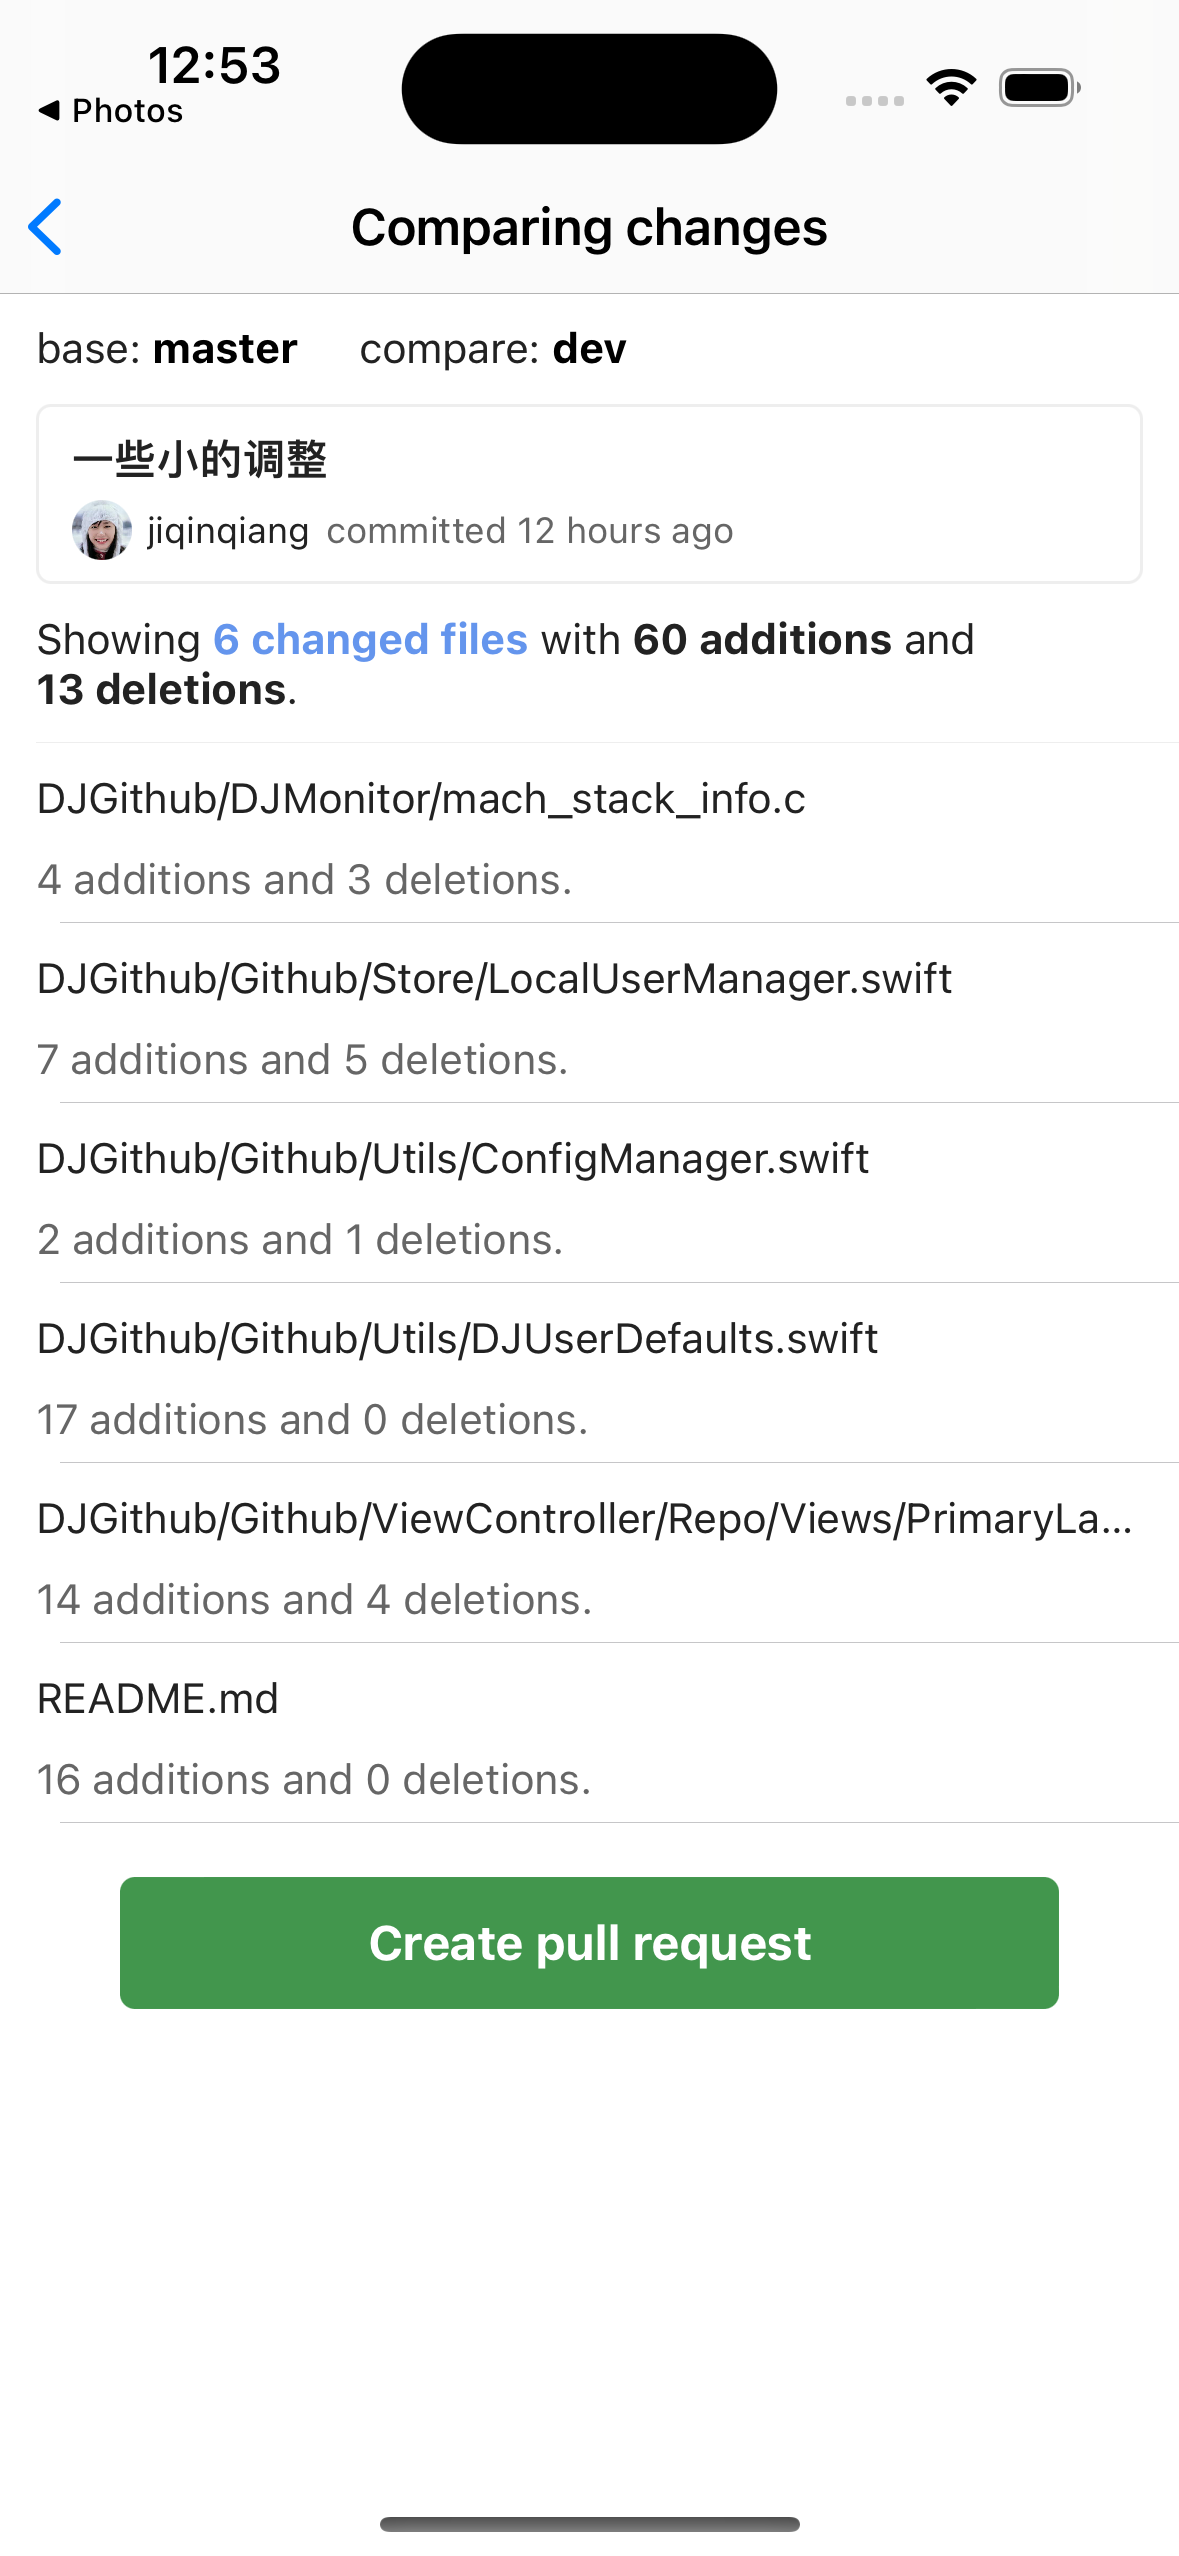 12:53
◀ Photos
Comparing changes
base: master compare: dev
一些小的调整
jiqinqiang committed 12 hours ago
Showing 6 changed files with 60 additions and
13 deletions.
DJGithub/DJMonitor/mach_stack_info.c
4 additions and 3 deletions.
DJGithub/Github/Store/LocalUserManager.swift
7 additions and 5 deletions.
DJGithub/Github/Utils/ConfigManager.swift
2 additions and 1 deletions.
DJGithub/Github/Utils/DJUserDefaults.swift
17 additions and 0 deletions.
DJGithub/Github/ViewController/Repo/Views/PrimaryLa...
14 additions and 4 deletions.
README.md
16 additions and 0 deletions.
Create pull request